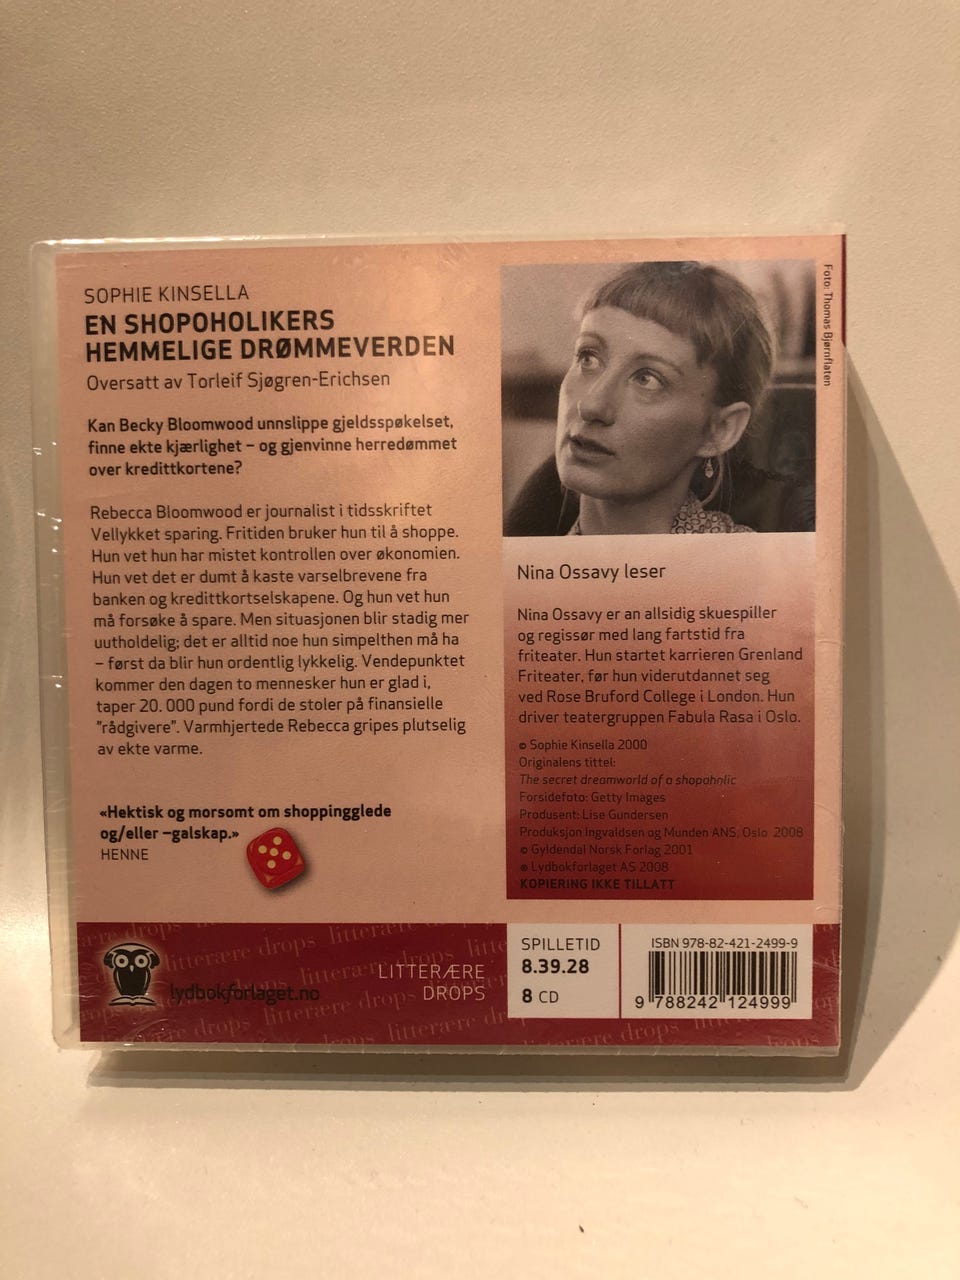 SOPHIE KINSELLA
EN SHOPOHOLIKERS
HEMMELIGE DRØMMEVERDEN
Oversatt av Torleif Sjøgren-Erichsen
Kan Becky Bloomwood unnslippe gjeldsspøkelset,
finne ekte kjærlighet – og gjenvinne herredømmet
over kredittkortene?
Rebecca Bloomwood er journalist i tidsskriftet
Vellykket sparing. Fritiden bruker hun til å shoppe.
Hun vet hun har mistet kontrollen over økonomien.
Hun vet det er dumt å kaste varselbrevene fra
banken og kredittkortselskapene. Og hun vet hun
må forsøke å spare. Men situasjonen blir stadig mer
uutholdelig; det er alltid noe hun simpelthen må ha
– først da blir hun ordentlig lykkelig. Vendepunktet
kommer den dagen to mennesker hun er glad i,
taper 20. 000 pund fordi de stoler på finansielle
"rådgivere". Varmhjertede Rebecca gripes plutselig
av ekte varme.
«Hektisk og morsomt om shoppingglede
og/eller –galskap.»
HENNE
Foto: Thomas Bjørnflaten
Nina Ossavy leser
Nina Ossavy er an allsidig skuespiller
og regissør med lang fartstid fra
friteater. Hun startet karrieren Grenland
Friteater, før hun viderutdannet seg
ved Rose Bruford College i London. Hun
driver teatergruppen Fabula Rasa i Oslo.
© Sophie Kinsella 2000
Originalens tittel:
The secret dreamworld of a shopaholic
Forsidefoto: Getty Images
Produsent: Lise Gundersen
Produksjon Ingvaldsen og Munden ANS, Oslo 2008
© Gyldendal Norsk Forlag 2001
℗ Lydbokforlaget AS 2008
KOPIERING IKKE TILLATT
lydbokforlaget.no
LITTERÆRE
DROPS
SPILLETID
8.39.28
8 CD
ISBN 978-82-421-2499-9
9 788242 124999